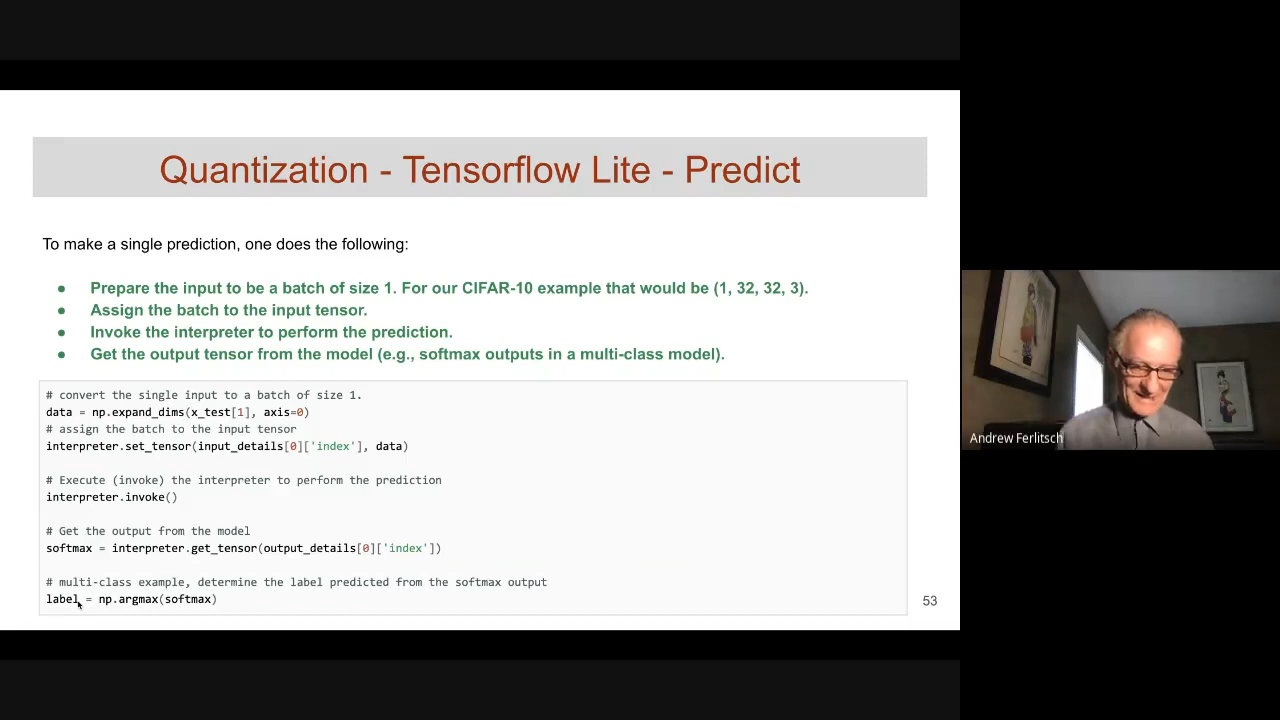 Quantization - Tensorflow Lite - Predict
To make a single prediction, one does the following:
● Prepare the input to be a batch of size 1. For our CIFAR-10 example that would be (1, 32, 32, 3).
● Assign the batch to the input tensor.
● Invoke the interpreter to perform the prediction.
● Get the output tensor from the model (e.g., softmax outputs in a multi-class model).
# convert the single input to a batch of size 1.
data = np.expand_dims(x_test[1], axis=0)
# assign the batch to the input tensor
interpreter.set_tensor(input_details[0]['index'], data)
# Execute (invoke) the interpreter to perform the prediction
interpreter.invoke()
# Get the output from the model
softmax = interpreter.get_tensor(output_details[0]['index'])
# multi-class example, determine the label predicted from the softmax output
label = np.argmax(softmax)
53
Andrew Ferlitsch